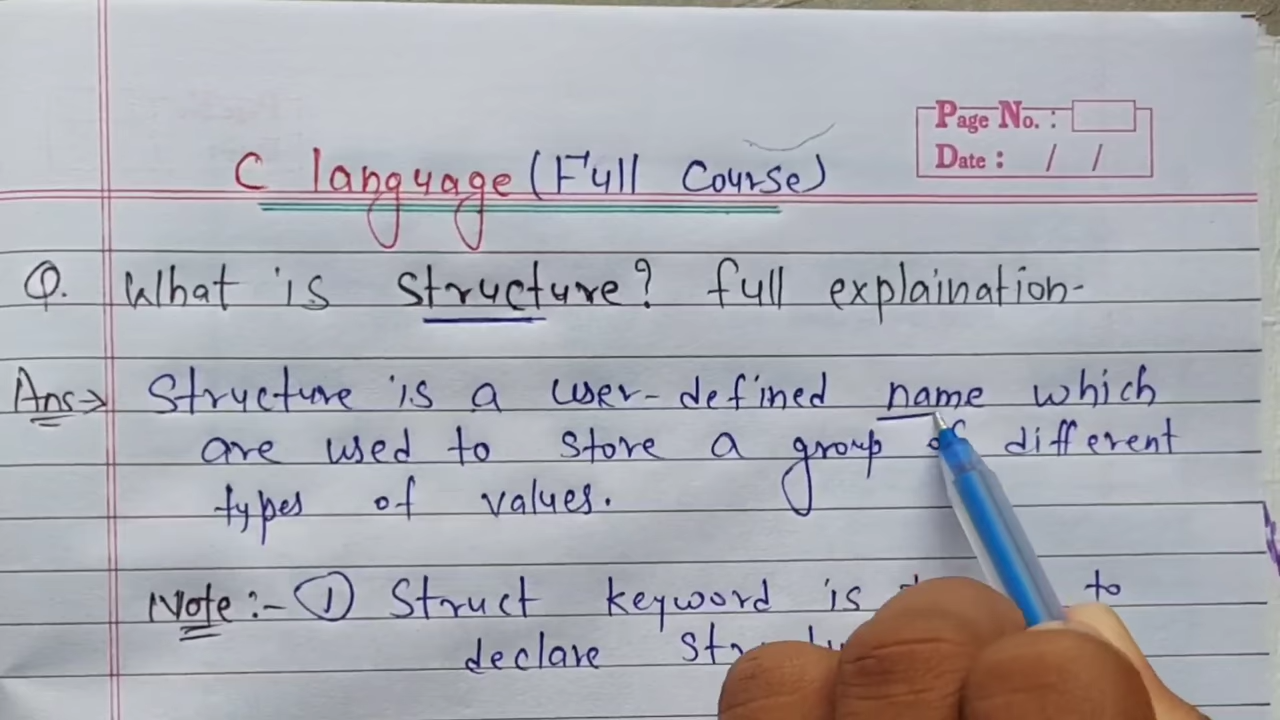 Page No. :
Date : / /
C language (Full Course)
Q. What is structure? full explaination-
Ans→ Structure is a user-defined name which
are used to store a group of different
types of values.
Note:- ① Struct keyword is to
declare